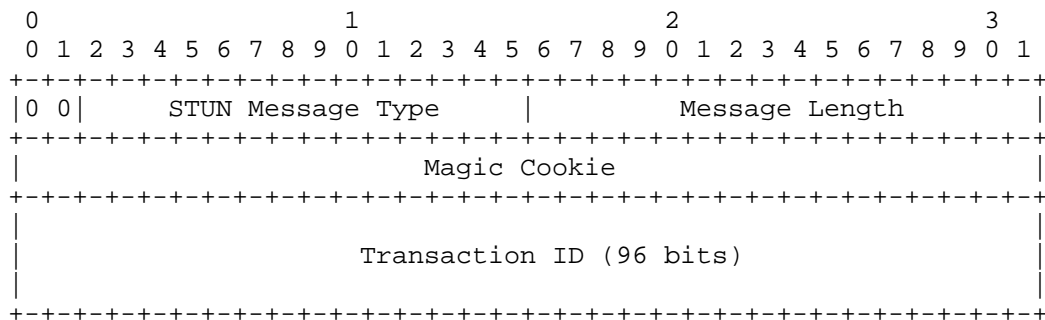 0                   1                   2                   3
 0 1 2 3 4 5 6 7 8 9 0 1 2 3 4 5 6 7 8 9 0 1 2 3 4 5 6 7 8 9 0 1
+-+-+-+-+-+-+-+-+-+-+-+-+-+-+-+-+-+-+-+-+-+-+-+-+-+-+-+-+-+-+-+-+
|0 0|     STUN Message Type     |         Message Length        |
+-+-+-+-+-+-+-+-+-+-+-+-+-+-+-+-+-+-+-+-+-+-+-+-+-+-+-+-+-+-+-+-+
|                         Magic Cookie                          |
+-+-+-+-+-+-+-+-+-+-+-+-+-+-+-+-+-+-+-+-+-+-+-+-+-+-+-+-+-+-+-+-+
|                                                               |
|                     Transaction ID (96 bits)                  |
|                                                               |
+-+-+-+-+-+-+-+-+-+-+-+-+-+-+-+-+-+-+-+-+-+-+-+-+-+-+-+-+-+-+-+-+